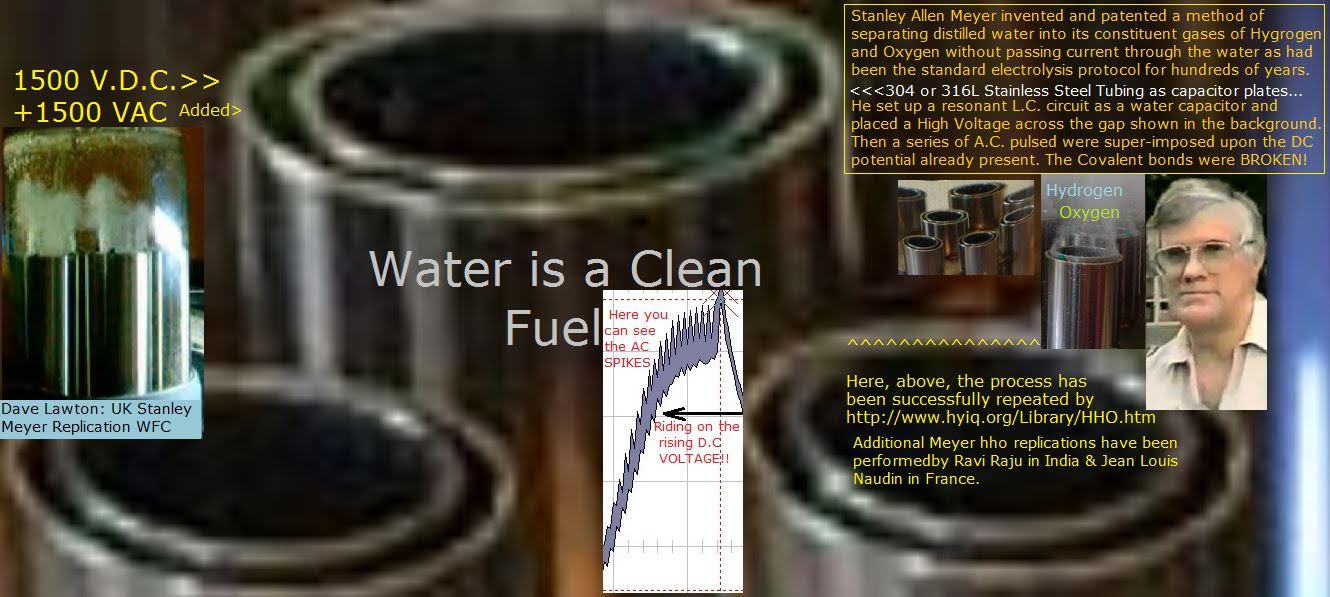 1500 V.D.C.>>
+1500 VAC Added>
Dave Lawton: UK Stanley
Meyer Replication WFC
Water is a Clean
Fuel
Here you
can see
the AC
SPIKES
Riding on the
rising D.C
VOLTAGE!!
Stanley Allen Meyer invented and patented a method of
separating distilled water into its constituent gases of Hygrogen
and Oxygen without passing current through the water as had
been the standard electrolysis protocol for hundreds of years.
<<<304 or 316L Stainless Steel Tubing as capacitor plates...
He set up a resonant L.C. circuit as a water capacitor and
placed a High Voltage across the gap shown in the background.
Then a series of A.C. pulsed were super-imposed upon the DC
potential already present. The Covalent bonds were BROKEN!
Hydrogen
Oxygen
^^^^^^^^^^^^^^^
Here, above, the process has
been successfully repeated by
http://www.hyiq.org/Library/HHO.htm
Additional Meyer hho replications have been
performedby Ravi Raju in India & Jean Louis
Naudin in France.